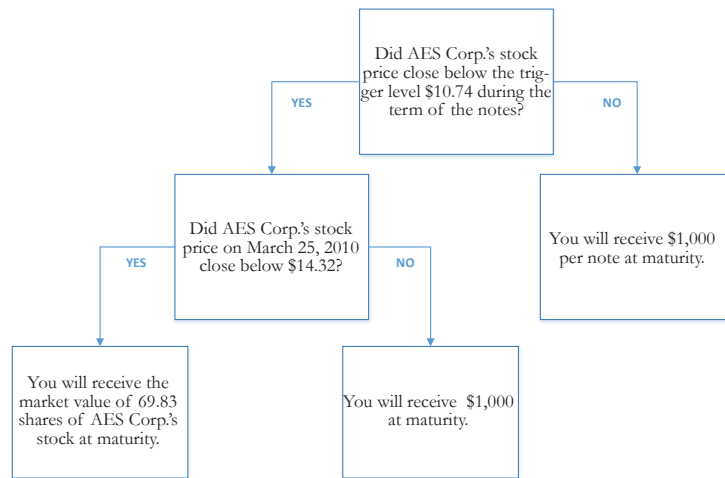 Did AES Corp.'s stock
price close below the trig-
ger level $10.74 during the
term of the notes?
YES
NO
Did AES Corp.'s stock
price on March 25, 2010
close below $14.32?
You will receive $1,000
per note at maturity.
YES
NO
You will receive the
market value of 69.83
shares of AES Corp.'s
stock at maturity.
You will receive $1,000
at maturity.